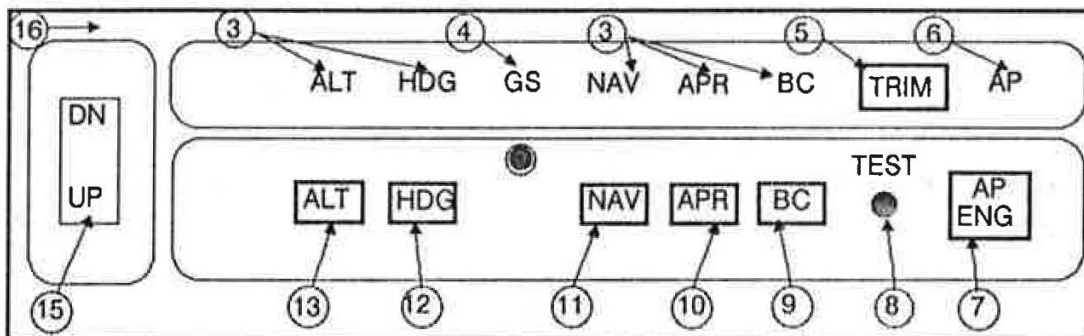 16 3 4 3 5 6
ALT HDG GS NAV APR BC TRIM AP
DN
UP
TEST
ALT HDG NAV APR BC AP
ENG
15 13 12 11 10 9 8 7